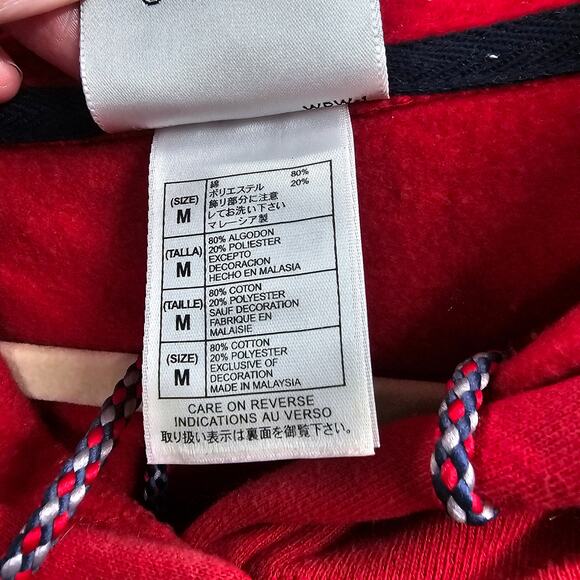 (SIZE) M
綿 80%
ポリエステル 20%
飾り部分に注意
してお洗い下さい
マレーシア製
(TALLA) M
80% ALGODON
20% POLIESTER
EXCEPTO
DECORACION
HECHO EN MALASIA
(TAILLE) M
80% COTON
20% POLYESTER
SAUF DECORATION
FABRIQUE EN
MALAISIE
(SIZE) M
80% COTTON
20% POLYESTER
EXCLUSIVE OF
DECORATION
MADE IN MALAYSIA
CARE ON REVERSE
INDICATIONS AU VERSO
取り扱い表示は裏面を御覧下さい。